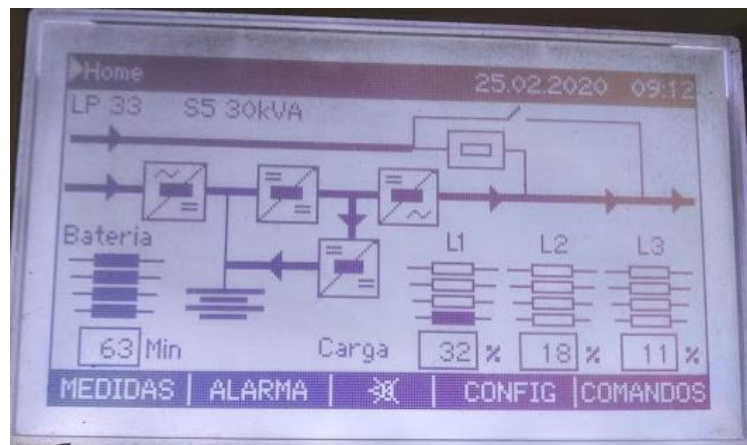 Home 25.02.2020 09:12
LP 33 S5 30kVA
Bateria L1 L2 L3
63 Min Carga 32 % 18 % 11 %
MEDIDAS ALARMA CONFIG COMANDOS